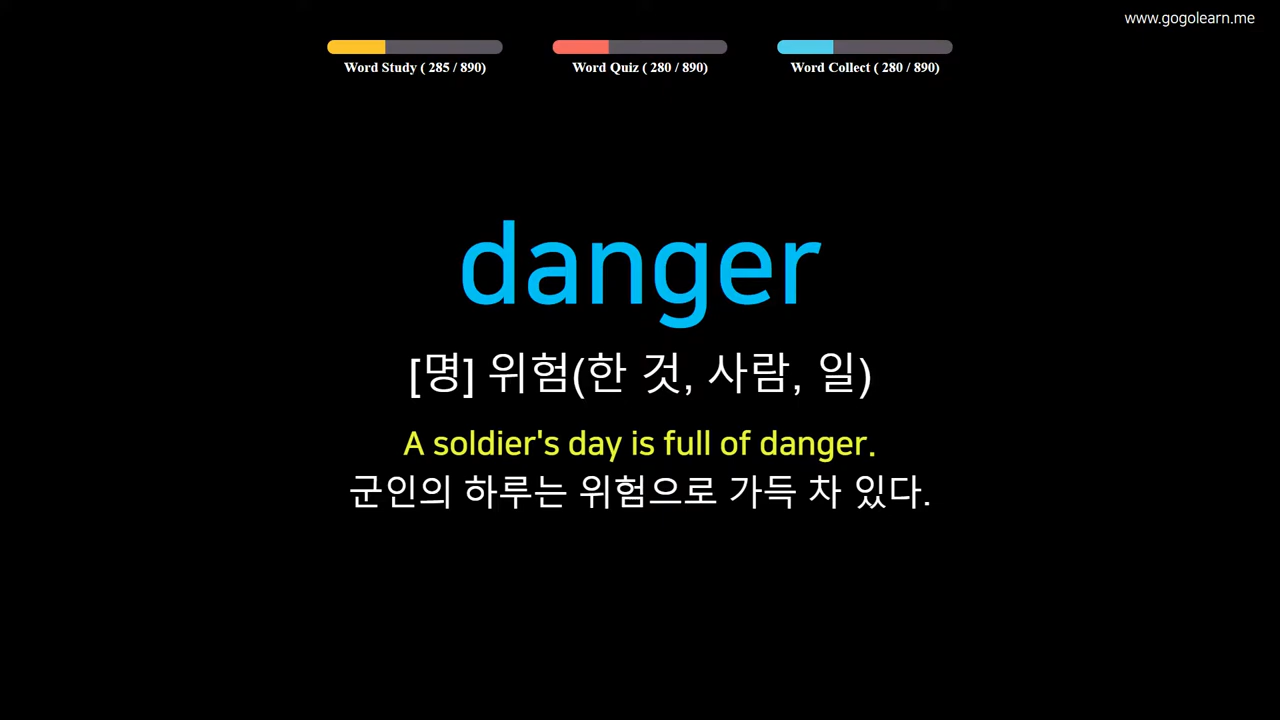 www.gogolearn.me
Word Study ( 285 / 890)
Word Quiz ( 280 / 890)
Word Collect ( 280 / 890)
danger
[명] 위험(한 것, 사람, 일)
A soldier's day is full of danger.
군인의 하루는 위험으로 가득 차 있다.